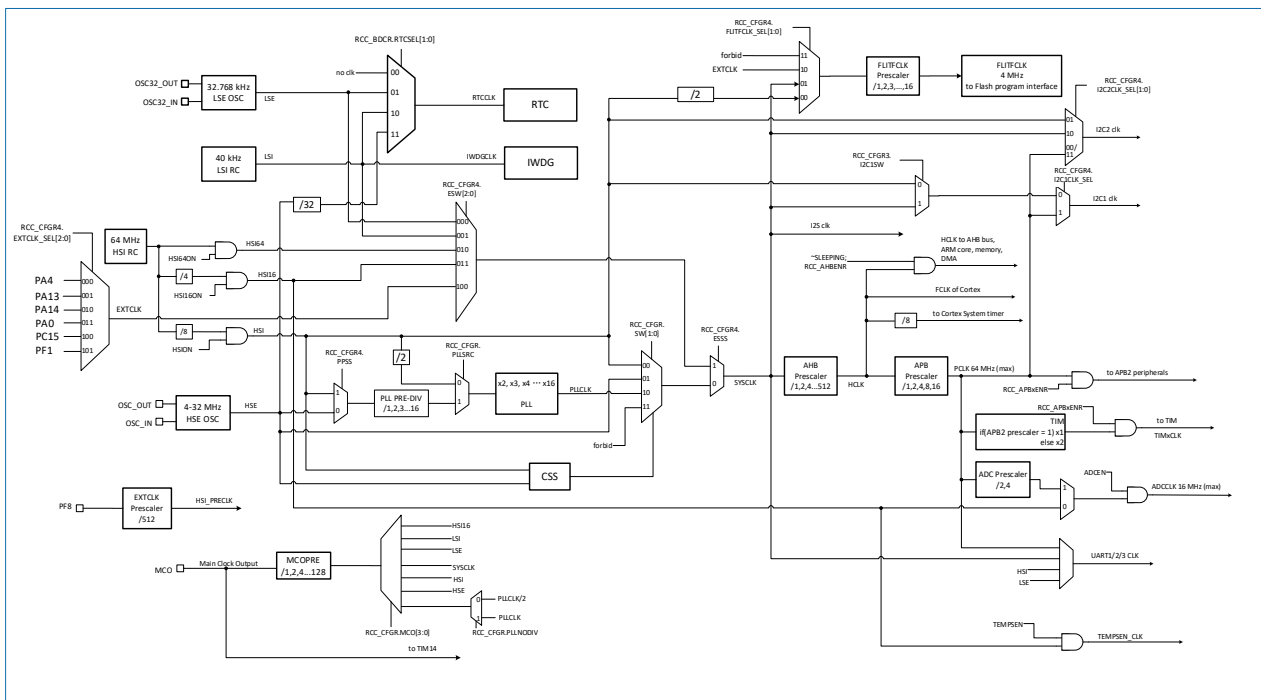 RCC_CFGR4.
FLITFCLK_SEL[1:0]
RCC_BDCR.RTCSEL[1:0]
forbid
11
EXTCLK
10
01
00
FLITFCLK
Prescaler
/1,2,3,...,16
FLITFCLK
4 MHz
to Flash program interface
no clk
00
01
10
11
OSC32_OUT
OSC32_IN
32.768 kHz
LSE OSC
LSE
RTCCLK
RTC
/2
RCC_CFGR4.
I2C2CLK_SEL[1:0]
01
10
00/
11
I2C2 clk
40 kHz
LSI RC
LSI
IWDGCLK
IWDG
RCC_CFGR3.
I2C1SW
0
1
RCC_CFGR4.
I2C1CLK_SEL
0
1
I2C1 clk
/32
RCC_CFGR4.
ESW[2:0]
000
001
010
011
100
I2S clk
RCC_CFGR4.
EXTCLK_SEL[2:0]
64 MHz
HSI RC
HSI64ON
HSI64
/4
HSI16ON
HSI16
/8
HSION
HSI
PA4
PA13
PA14
PA0
PC15
PF1
000
001
010
011
100
101
EXTCLK
HCLK to AHB bus,
ARM core, memory,
DMA
~SLEEPING;
RCC_AHBENR
FCLK of Cortex
/8
to Cortex System timer
RCC_CFGR4.
PPSS
1
0
/2
RCC_CFGR.
PLLSRC
0
1
PLL PRE-DIV
/1,2,3...16
x2, x3, x4 ⋯ x16
PLL
PLLCLK
RCC_CFGR.
SW[1:0]
00
01
10
11
forbid
RCC_CFGR4.
ESSS
1
0
SYSCLK
AHB
Prescaler
/1,2,4...512
HCLK
APB
Prescaler
/1,2,4,8,16
PCLK 64 MHz (max)
RCC_APBxENR
to APB2 peripherals
OSC_OUT
OSC_IN
4-32 MHz
HSE OSC
HSE
CSS
TIM
if(APB2 prescaler = 1) x1
else x2
RCC_APBxENR
to TIM
TIMxCLK
ADC Prescaler
/2,4
1
0
ADCEN
ADCCLK 16 MHz (max)
PF8
EXTCLK
Prescaler
/512
HSI_PRECLK
HSI
LSE
UART1/2/3 CLK
MCO
Main Clock Output
MCOPRE
/1,2,4...128
HSI16
LSI
LSE
SYSCLK
HSI
HSE
0
1
PLLCLK/2
PLLCLK
RCC_CFGR.MCO[3:0]
RCC_CFGR.PLLNODIV
to TIM14
TEMPSEN
TEMPSEN_CLK